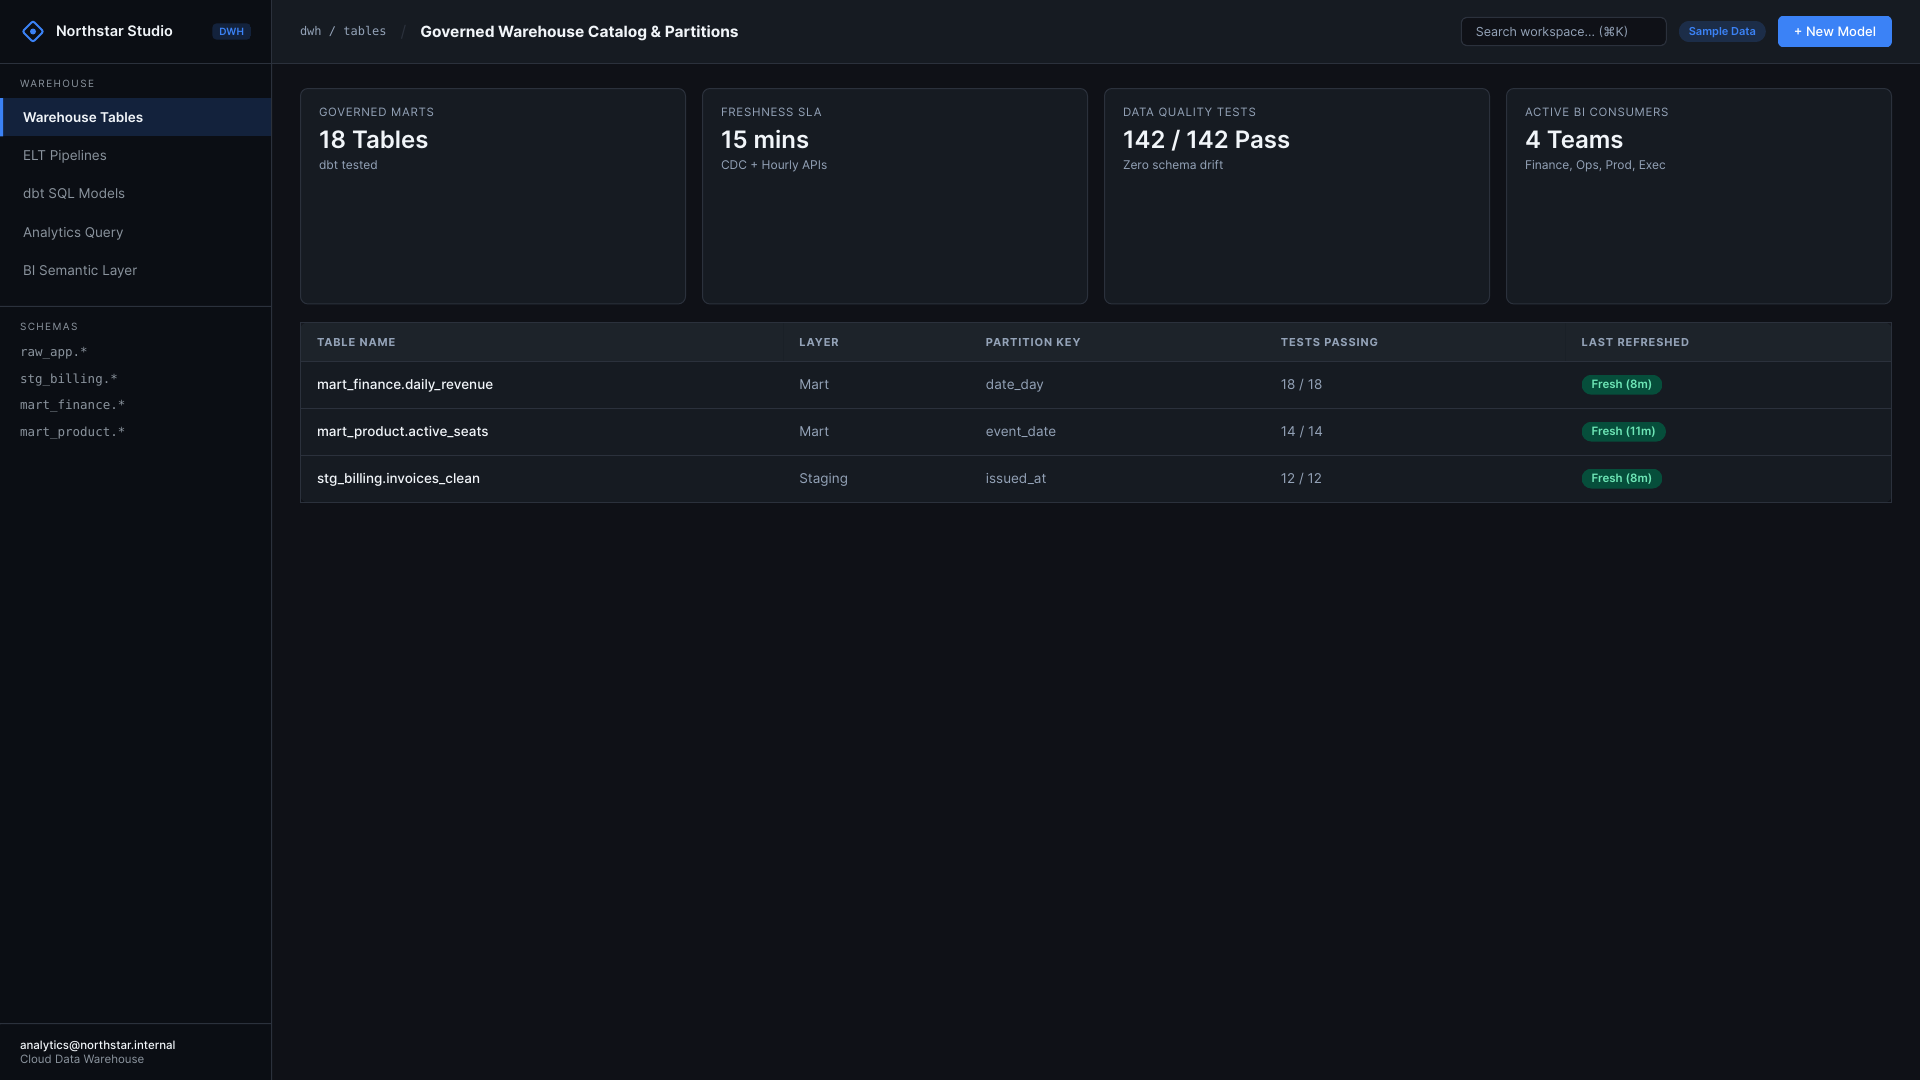 Northstar Studio
DWH
WAREHOUSE
Warehouse Tables
ELT Pipelines
dbt SQL Models
Analytics Query
BI Semantic Layer
SCHEMAS
raw_app.*
stg_billing.*
mart_finance.*
mart_product.*
analytics@northstar.internal
Cloud Data Warehouse
dwh / tables / Governed Warehouse Catalog & Partitions
Search workspace... (⌘K)
Sample Data
+ New Model
GOVERNED MARTS
18 Tables
dbt tested
FRESHNESS SLA
15 mins
CDC + Hourly APIs
DATA QUALITY TESTS
142 / 142 Pass
Zero schema drift
ACTIVE BI CONSUMERS
4 Teams
Finance, Ops, Prod, Exec
TABLE NAME LAYER PARTITION KEY TESTS PASSING LAST REFRESHED
mart_finance.daily_revenue Mart date_day 18 / 18 Fresh (8m)
mart_product.active_seats Mart event_date 14 / 14 Fresh (11m)
stg_billing.invoices_clean Staging issued_at 12 / 12 Fresh (8m)